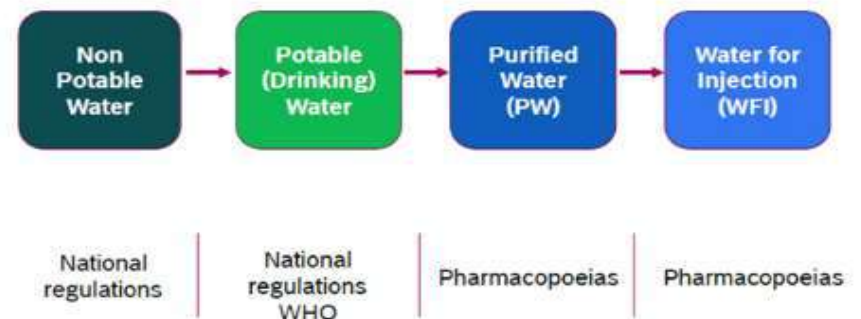 Non
Potable
Water
Potable
(Drinking)
Water
Purified
Water
(PW)
Water for
Injection
(WFI)
National
regulations
National
regulations
WHO
Pharmacopoeias
Pharmacopoeias